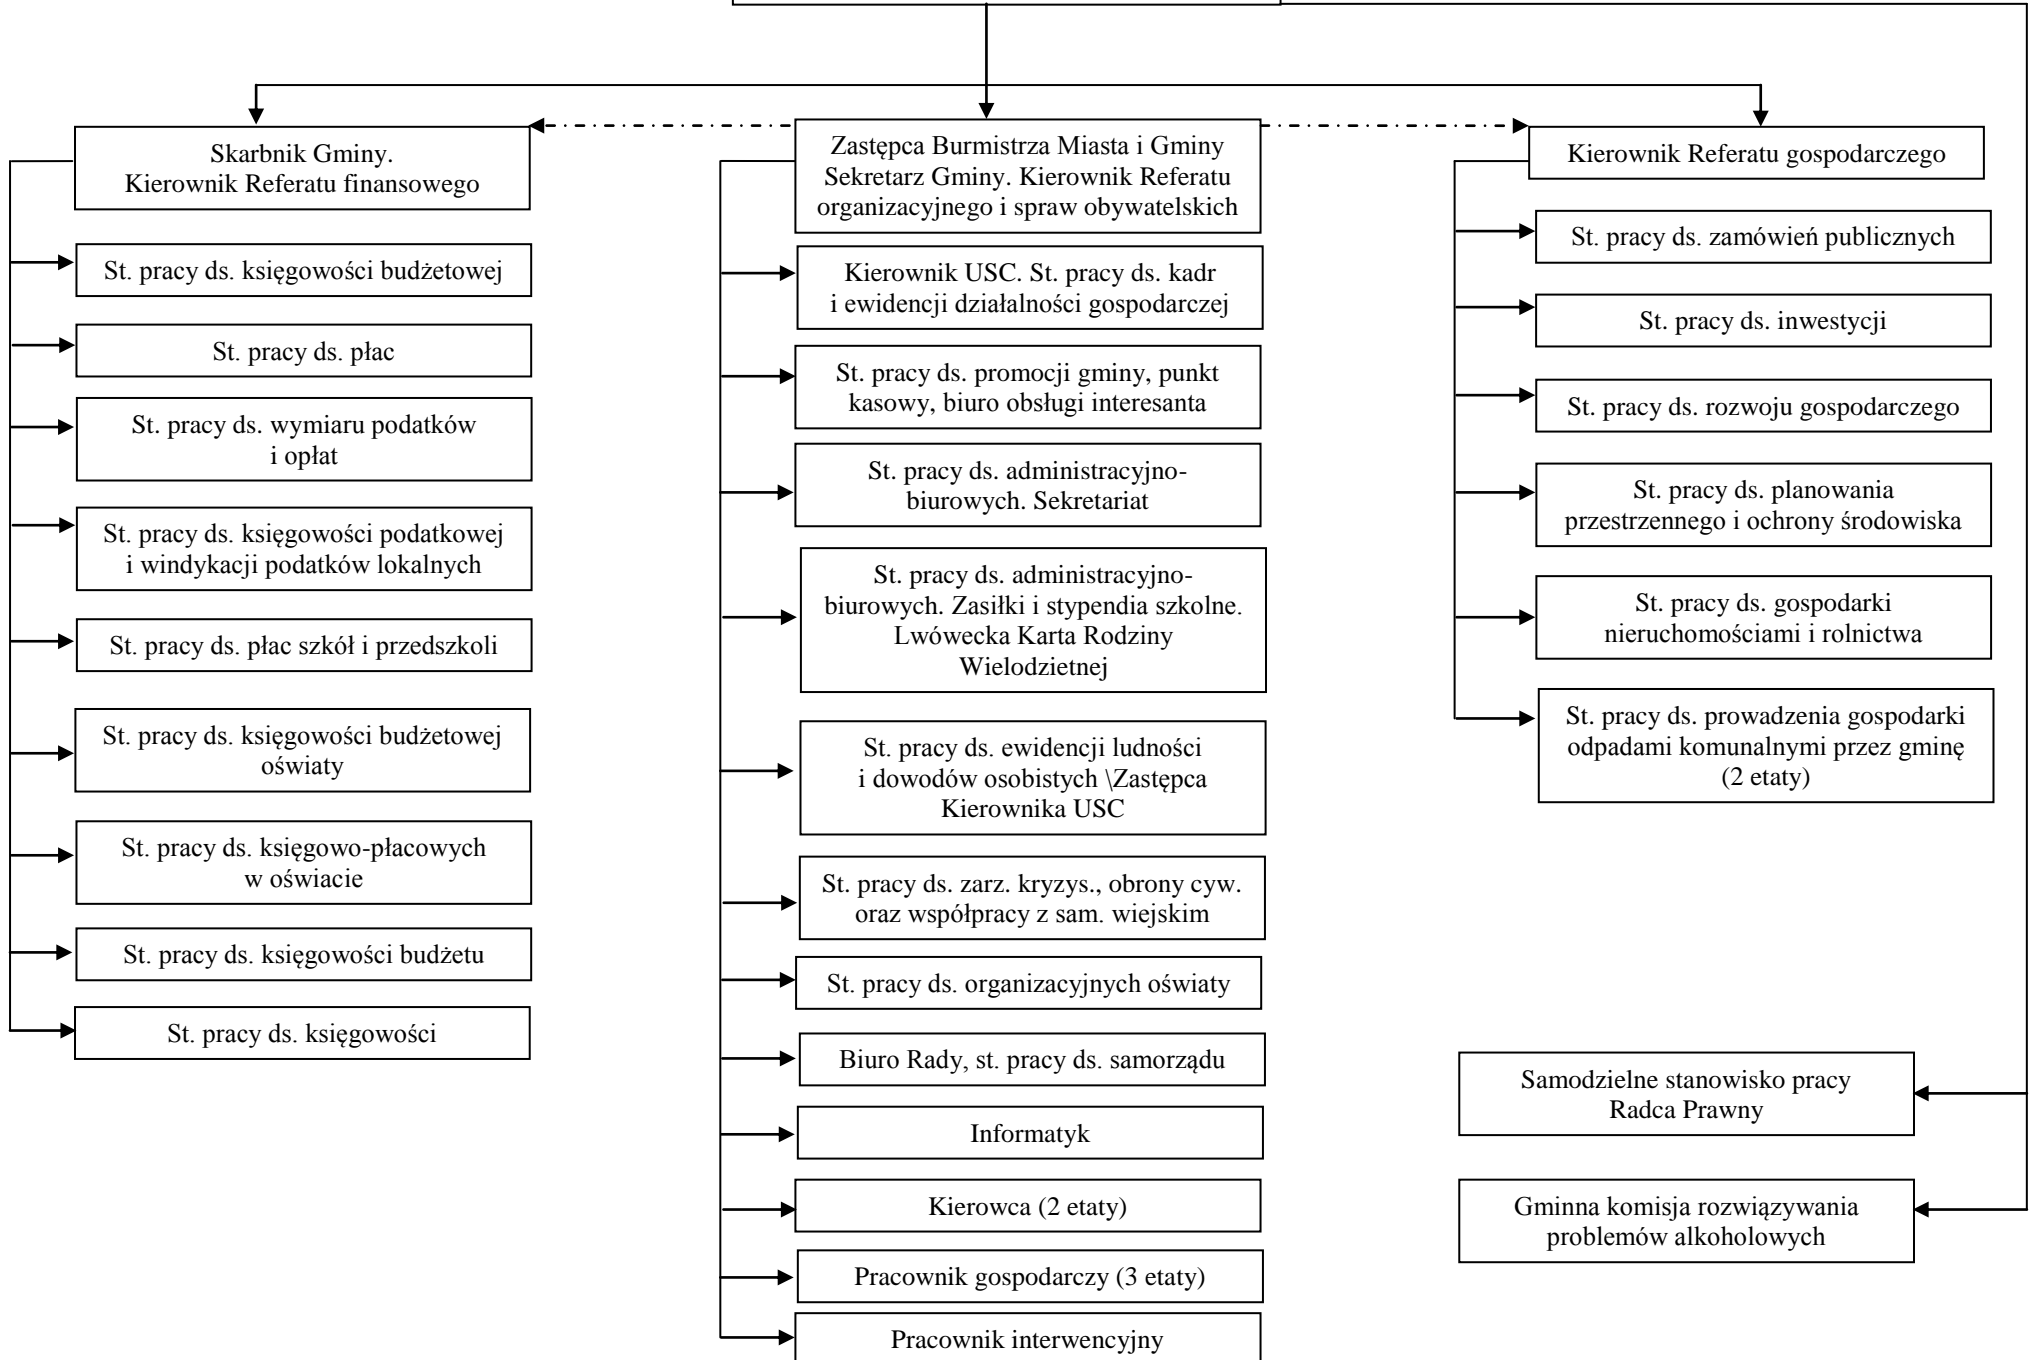 Skarbnik Gminy.
Kierownik Referatu finansowego
St. pracy ds. księgowości budżetowej
St. pracy ds. płac
St. pracy ds. wymiaru podatków
i opłat
St. pracy ds. księgowości podatkowej
i windykacji podatków lokalnych
St. pracy ds. płac szkół i przedszkoli
St. pracy ds. księgowości budżetowej
oświaty
St. pracy ds. księgowo-płacowych
w oświacie
St. pracy ds. księgowości budżetu
St. pracy ds. księgowości
Zastępca Burmistrza Miasta i Gminy
Sekretarz Gminy. Kierownik Referatu
organizacyjnego i spraw obywatelskich
Kierownik USC. St. pracy ds. kadr
i ewidencji działalności gospodarczej
St. pracy ds. promocji gminy, punkt
kasowy, biuro obsługi interesanta
St. pracy ds. administracyjno-
biurowych. Sekretariat
St. pracy ds. administracyjno-
biurowych. Zasiłki i stypendia szkolne.
Lwówecka Karta Rodziny
Wielodzietnej
St. pracy ds. ewidencji ludności
i dowodów osobistych \Zastępca
Kierownika USC
St. pracy ds. zarz. kryzys., obrony cyw.
oraz współpracy z sam. wiejskim
St. pracy ds. organizacyjnych oświaty
Biuro Rady, st. pracy ds. samorządu
Informatyk
Kierowca (2 etaty)
Pracownik gospodarczy (3 etaty)
Pracownik interwencyjny
Kierownik Referatu gospodarczego
St. pracy ds. zamówień publicznych
St. pracy ds. inwestycji
St. pracy ds. rozwoju gospodarczego
St. pracy ds. planowania
przestrzennego i ochrony środowiska
St. pracy ds. gospodarki
nieruchomościami i rolnictwa
St. pracy ds. prowadzenia gospodarki
odpadami komunalnymi przez gminę
(2 etaty)
Samodzielne stanowisko pracy
Radca Prawny
Gminna komisja rozwiązywania
problemów alkoholowych